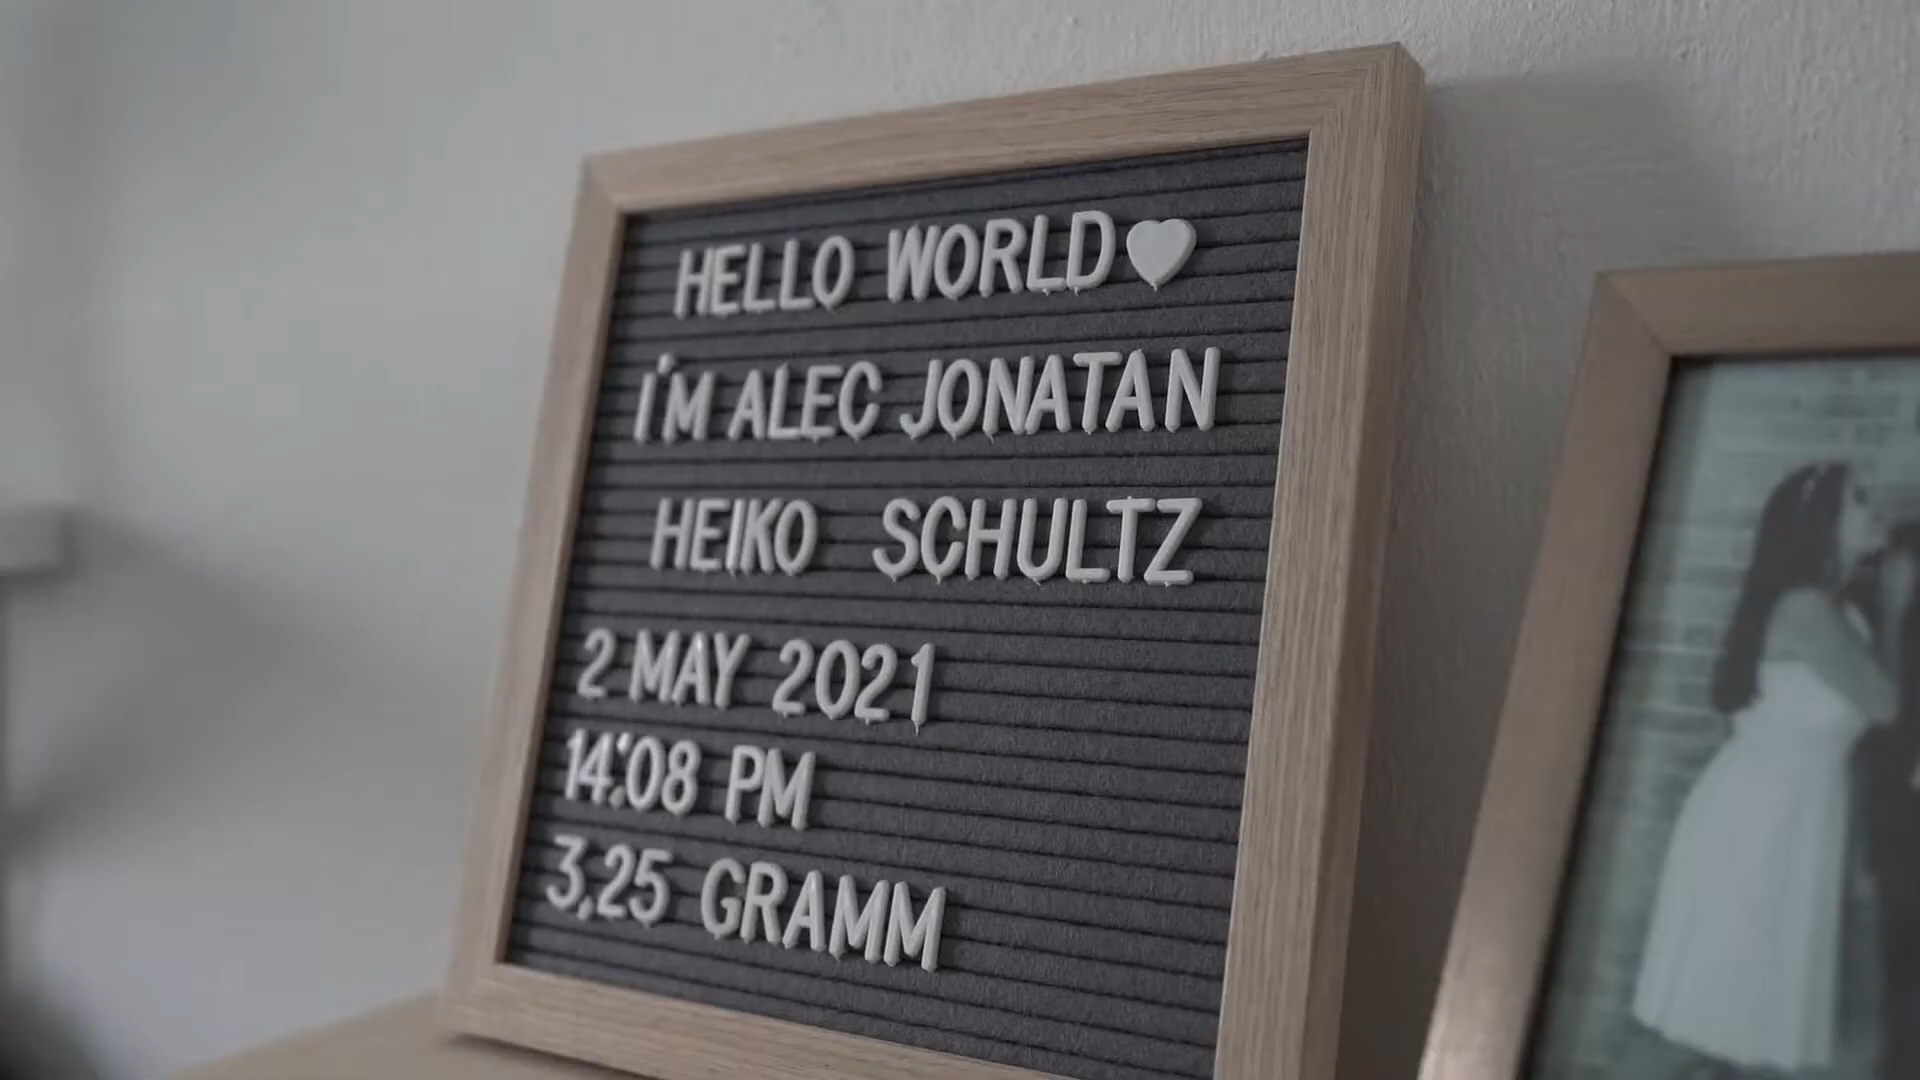 HELLO WORLD♥
I'M ALEC JONATAN
HEIKO SCHULTZ
2 MAY 2021
14:08 PM
3,25 GRAMM